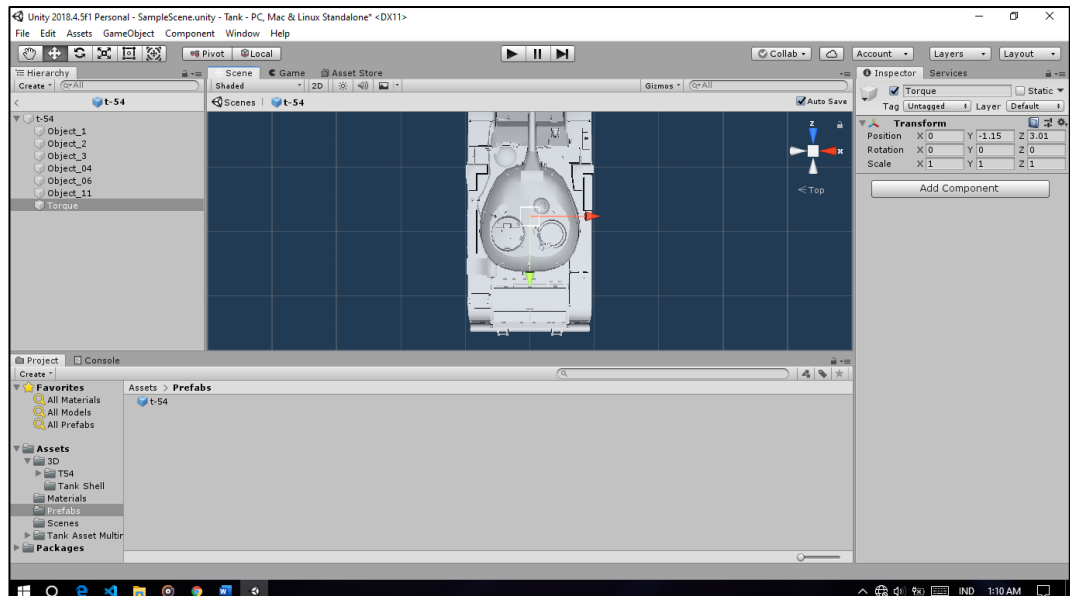 Unity 2018.4.5f1 Personal - SampleScene.unity - Tank - PC, Mac & Linux Standalone* <DX11>
File Edit Assets GameObject Component Window Help
Pivot Local Collab Account Layers Layout
Hierarchy Scene Game Asset Store Inspector Services
Create All Shaded 2D Gizmos All
t-54 Scenes t-54 Auto Save
Torque Static
Tag Untagged Layer Default
t-54
Object_1
Object_2
Object_3
Object_04
Object_06
Object_11
Torque
z
x
Top
Transform
Position X 0 Y -1.15 Z 3.01
Rotation X 0 Y 0 Z 0
Scale X 1 Y 1 Z 1
Add Component
Project Console
Create
Favorites
All Materials
All Models
All Prefabs
Assets > Prefabs
t-54
Assets
3D
T54
Tank Shell
Materials
Prefabs
Scenes
Tank Asset Multir
Packages
IND 1:10 AM